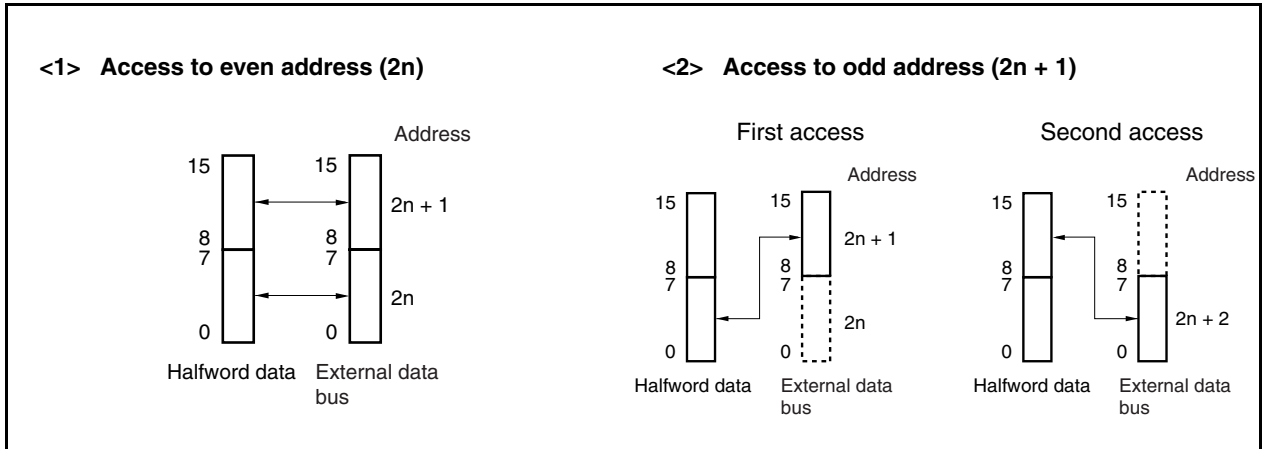 <1> Access to even address (2n)
Address
15 15
2n + 1
8 8
7 7
2n
0 0
Halfword data External data
bus
<2> Access to odd address (2n + 1)
First access
Address
15 15
2n + 1
8 8
7 7
2n
0 0
Halfword data External data
bus
Second access
Address
15 15
8 8
7 7
2n + 2
0 0
Halfword data External data
bus